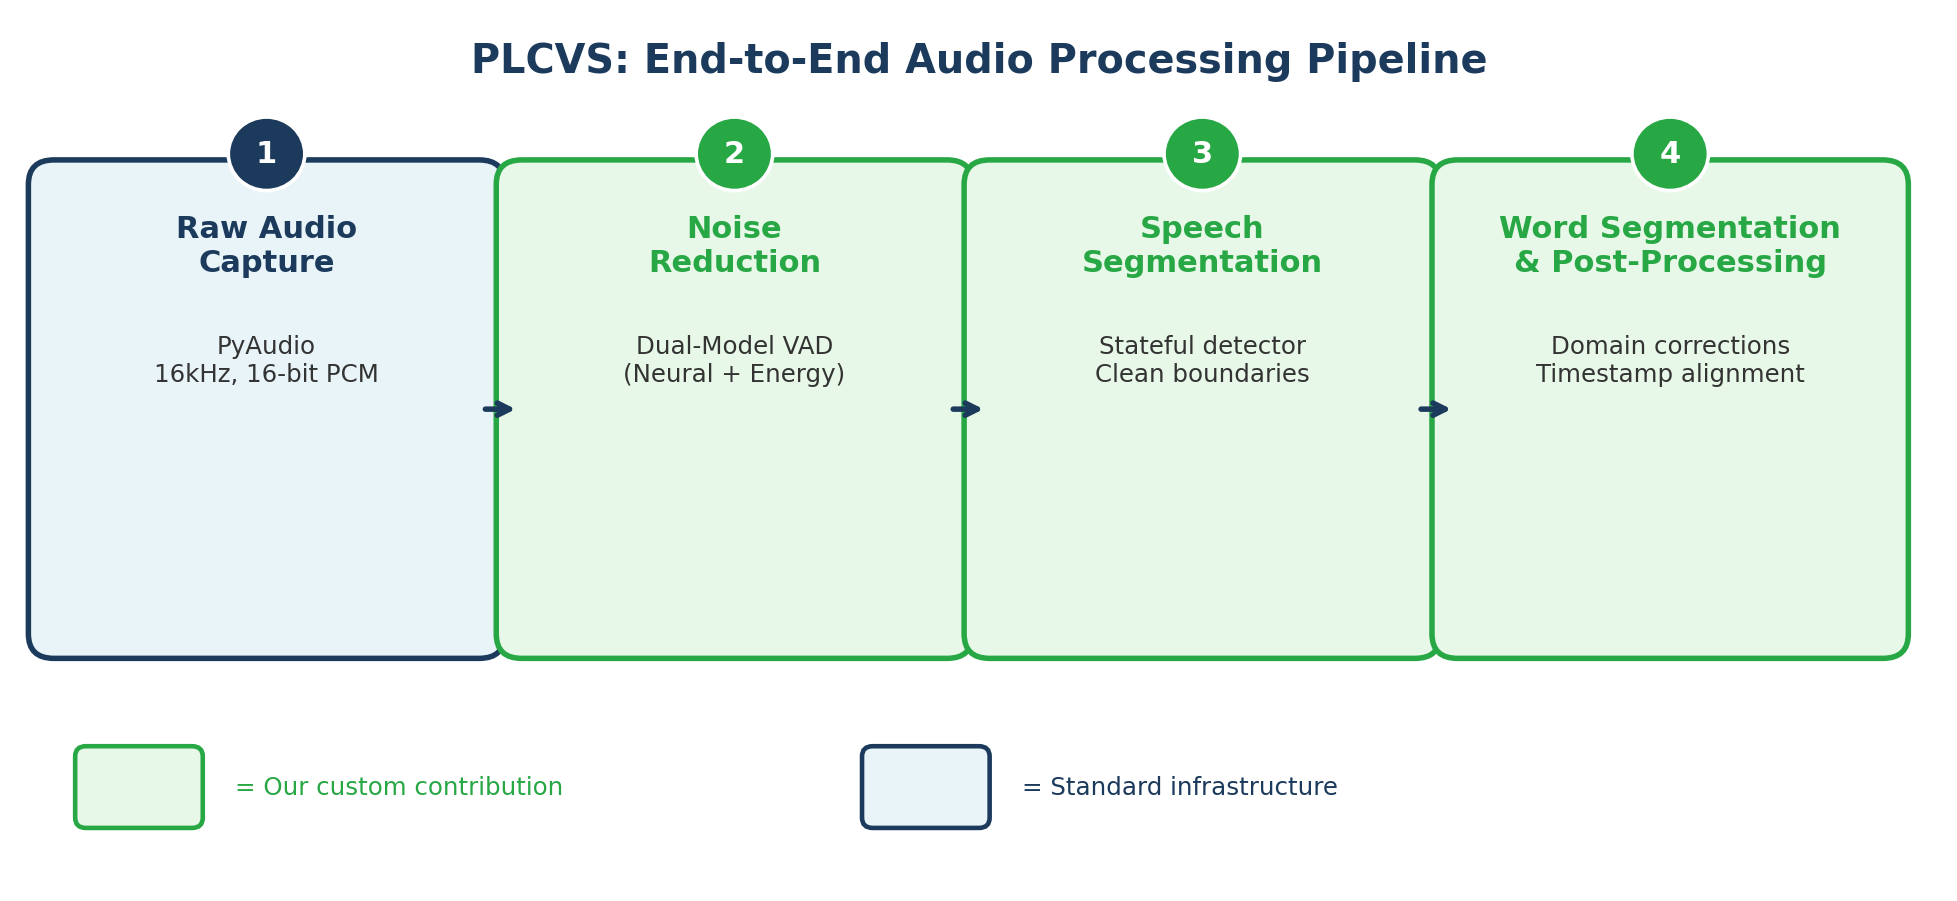 PLCVS: End-to-End Audio Processing Pipeline
1
Raw Audio
Capture
PyAudio
16kHz, 16-bit PCM
2
Noise
Reduction
Dual-Model VAD
(Neural + Energy)
3
Speech
Segmentation
Stateful detector
Clean boundaries
4
Word Segmentation
& Post-Processing
Domain corrections
Timestamp alignment
= Our custom contribution
= Standard infrastructure